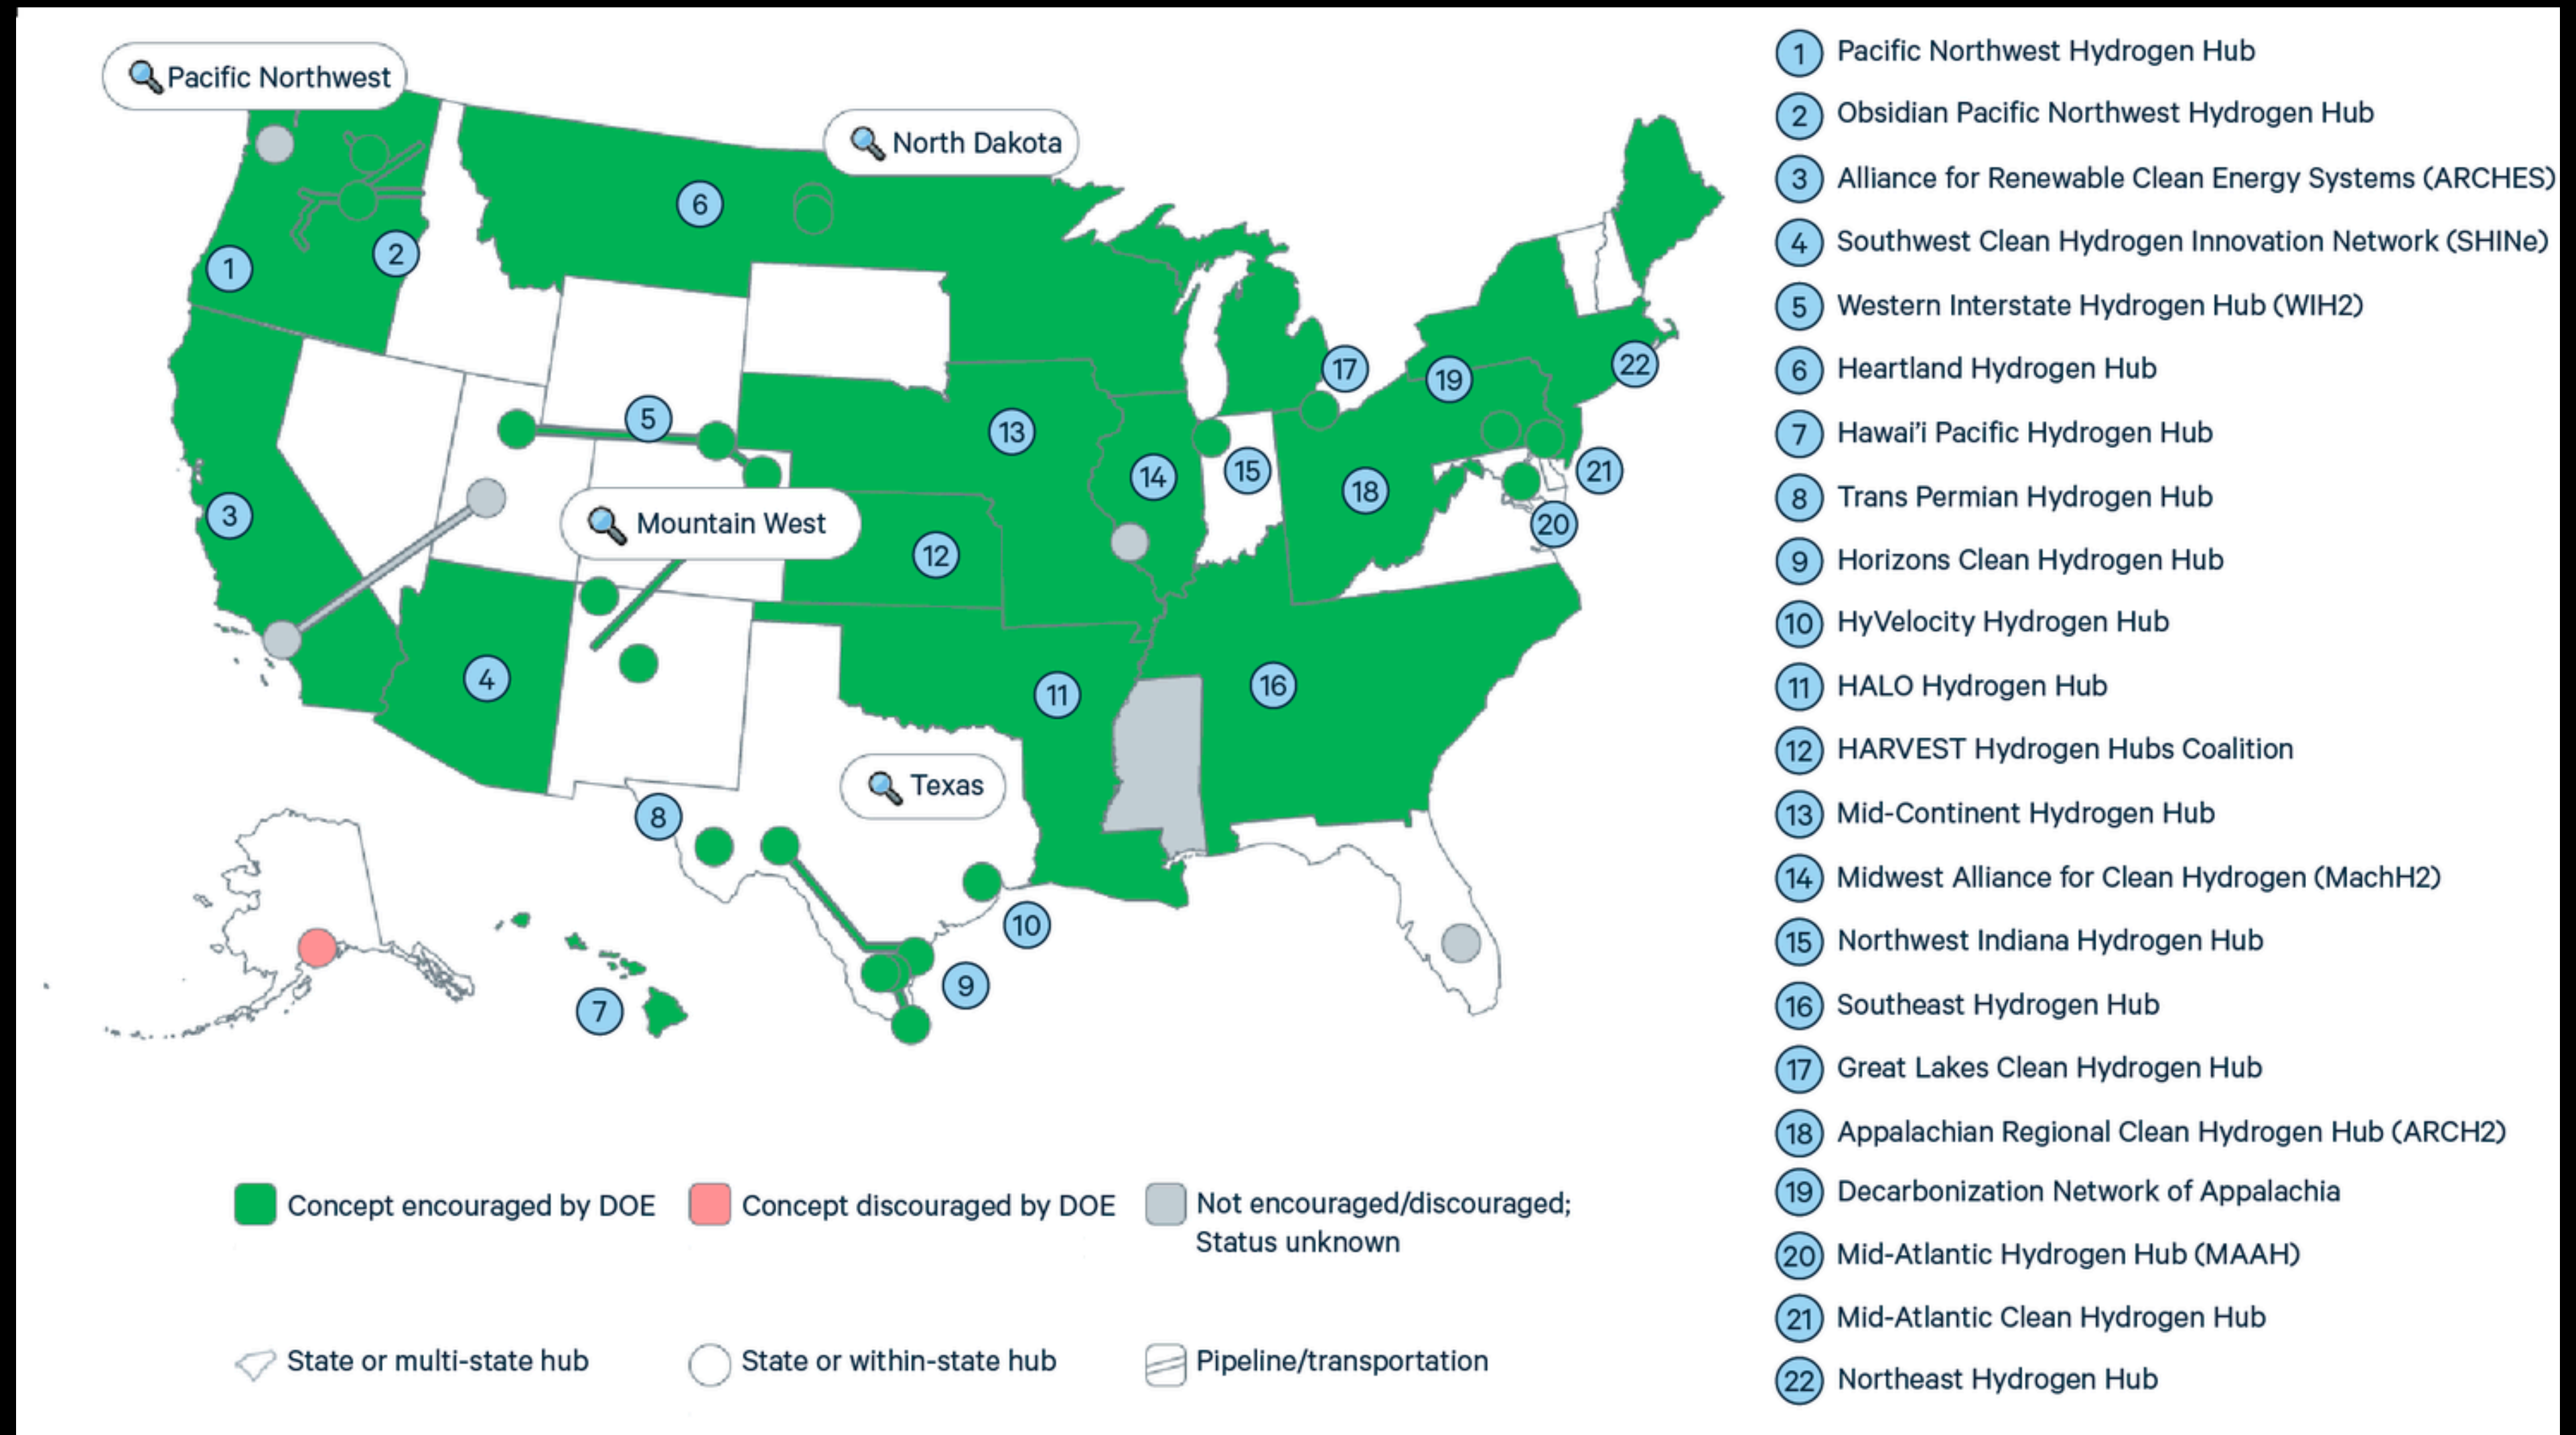 Pacific Northwest
North Dakota
6
1
2
17
19
22
5
13
3
14
15
18
21
20
Mountain West
12
4
11
16
Texas
8
10
9
7
1 Pacific Northwest Hydrogen Hub
2 Obsidian Pacific Northwest Hydrogen Hub
3 Alliance for Renewable Clean Energy Systems (ARCHES)
4 Southwest Clean Hydrogen Innovation Network (SHINe)
5 Western Interstate Hydrogen Hub (WIH2)
6 Heartland Hydrogen Hub
7 Hawai'i Pacific Hydrogen Hub
8 Trans Permian Hydrogen Hub
9 Horizons Clean Hydrogen Hub
10 HyVelocity Hydrogen Hub
11 HALO Hydrogen Hub
12 HARVEST Hydrogen Hubs Coalition
13 Mid-Continent Hydrogen Hub
14 Midwest Alliance for Clean Hydrogen (MachH2)
15 Northwest Indiana Hydrogen Hub
16 Southeast Hydrogen Hub
17 Great Lakes Clean Hydrogen Hub
18 Appalachian Regional Clean Hydrogen Hub (ARCH2)
19 Decarbonization Network of Appalachia
20 Mid-Atlantic Hydrogen Hub (MAAH)
21 Mid-Atlantic Clean Hydrogen Hub
22 Northeast Hydrogen Hub
Concept encouraged by DOE
Concept discouraged by DOE
Not encouraged/discouraged;
Status unknown
State or multi-state hub
State or within-state hub
Pipeline/transportation